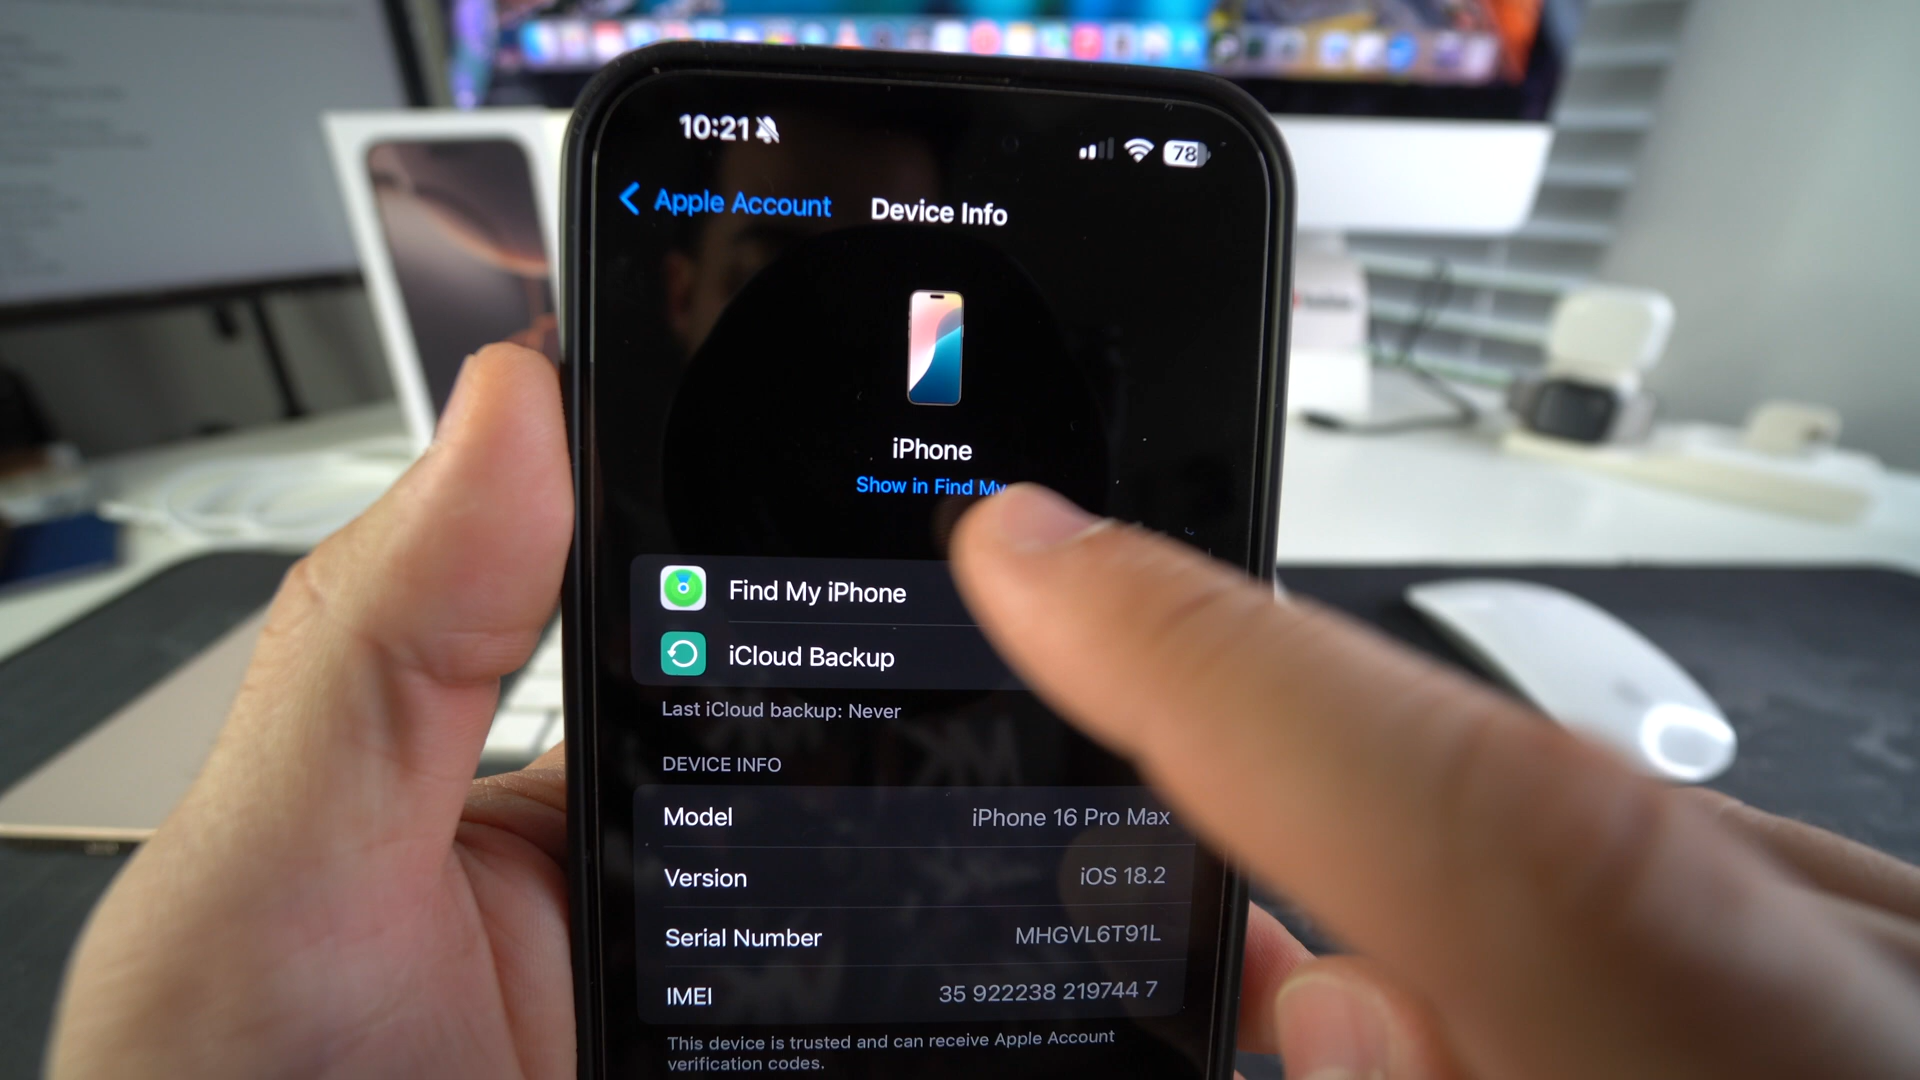 10:21
78
Apple Account
Device Info
iPhone
Show in Find My
Find My iPhone
iCloud Backup
Last iCloud backup: Never
DEVICE INFO
Model iPhone 16 Pro Max
Version iOS 18.2
Serial Number MHGVL6T91L
IMEI 35 922238 219744 7
This device is trusted and can receive Apple Account
verification codes.